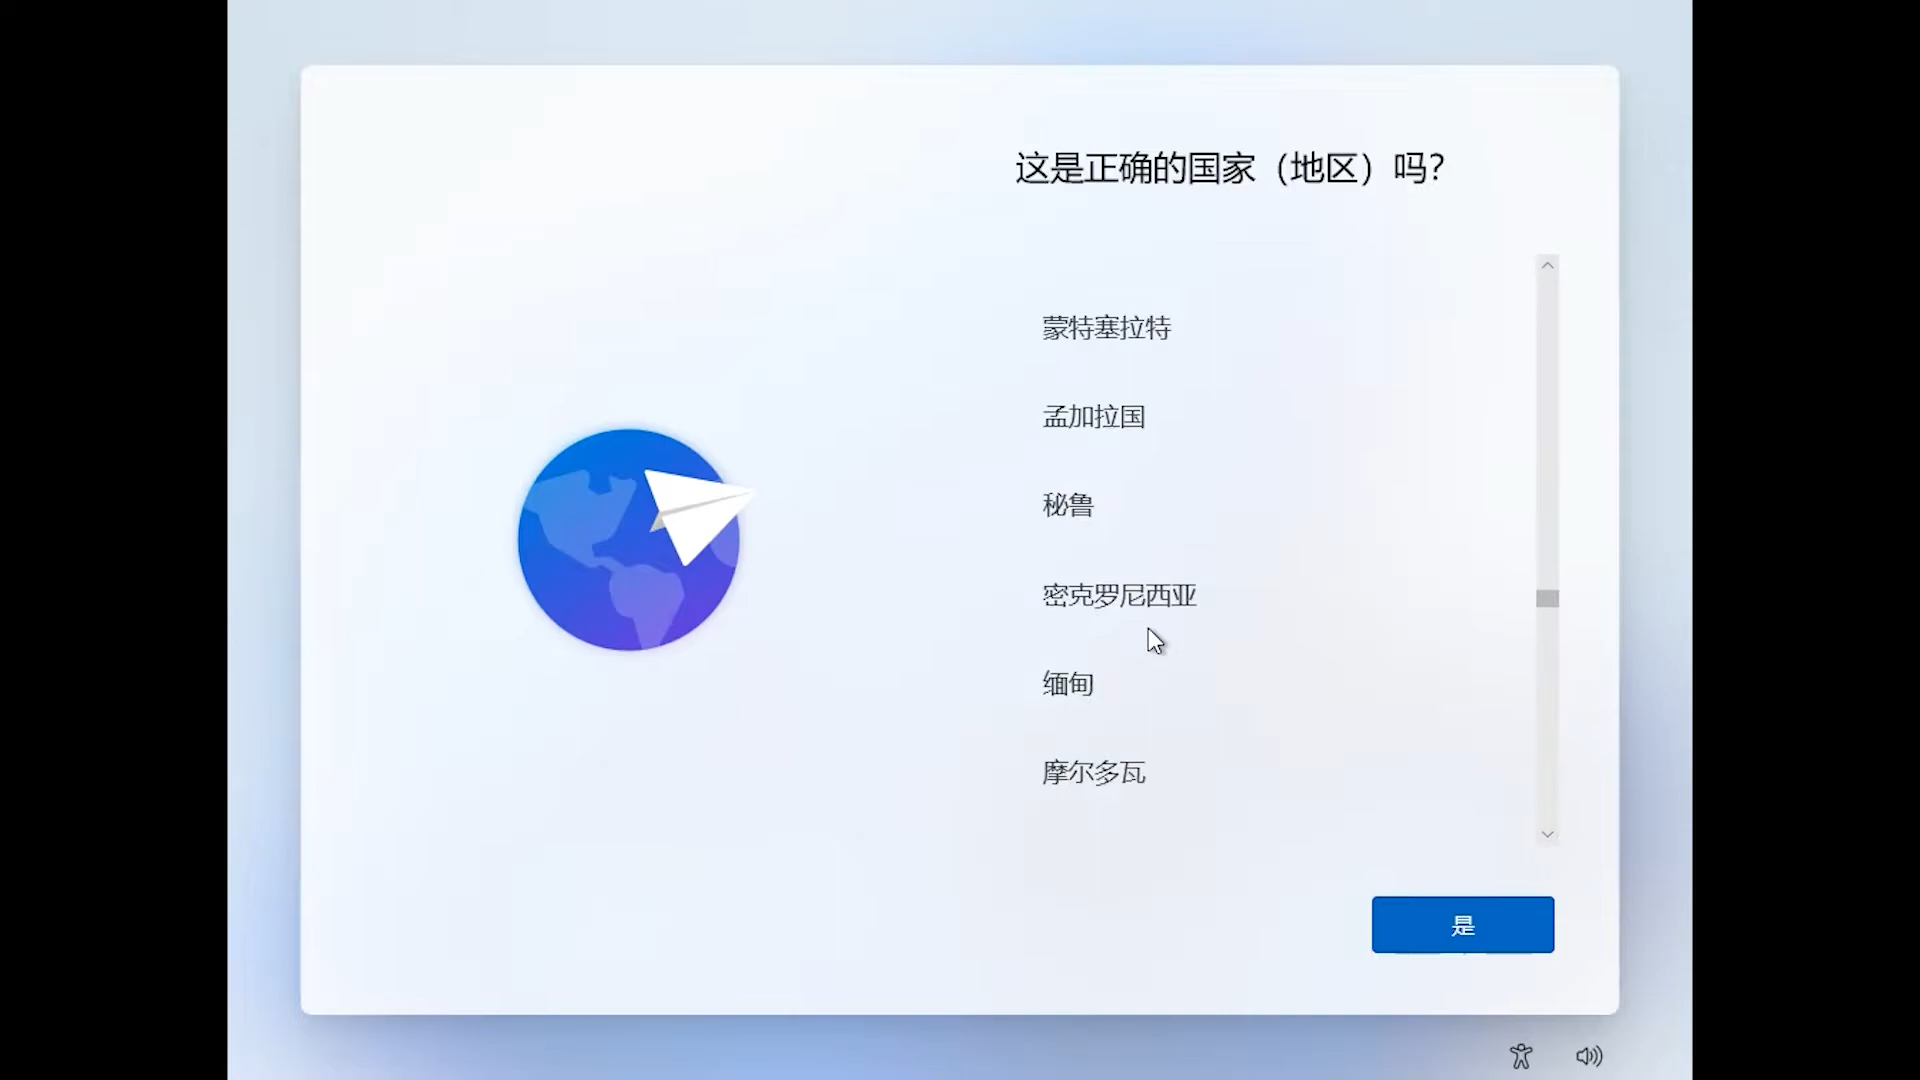 这是正确的国家（地区）吗？
蒙特塞拉特
孟加拉国
秘鲁
密克罗尼西亚
缅甸
摩尔多瓦
是